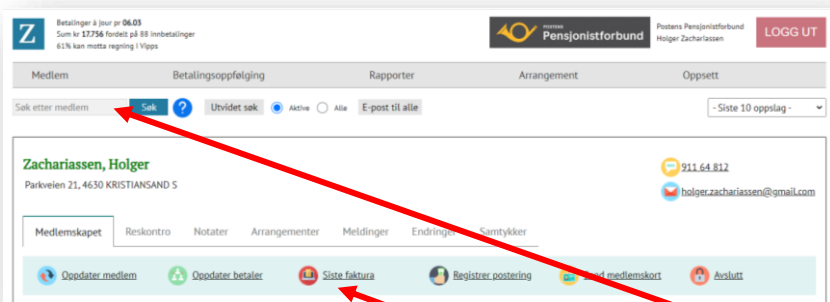 Z
Betalinger à jour pr 06.03
Sum kr 17.756 fordelt på 88 innbetalinger
61% kan motta regning i Vipps
POSTENS
Pensjonistforbund
Postens Pensjonistforbund
Holger Zachariassen
LOGG UT
Medlem Betalingsoppfølging Rapporter Arrangement Oppsett
Søk etter medlem Søk ? Utvidet søk Aktive Alle E-post til alle - Siste 10 oppslag -
Zachariassen, Holger
Parkveien 21, 4630 KRISTIANSAND S
911 64 812
holger.zachariassen@gmail.com
Medlemskapet Reskontro Notater Arrangementer Meldinger Endringer Samtykker
Oppdater medlem Oppdater betaler Siste faktura Registrer postering Send medlemskort Avslutt